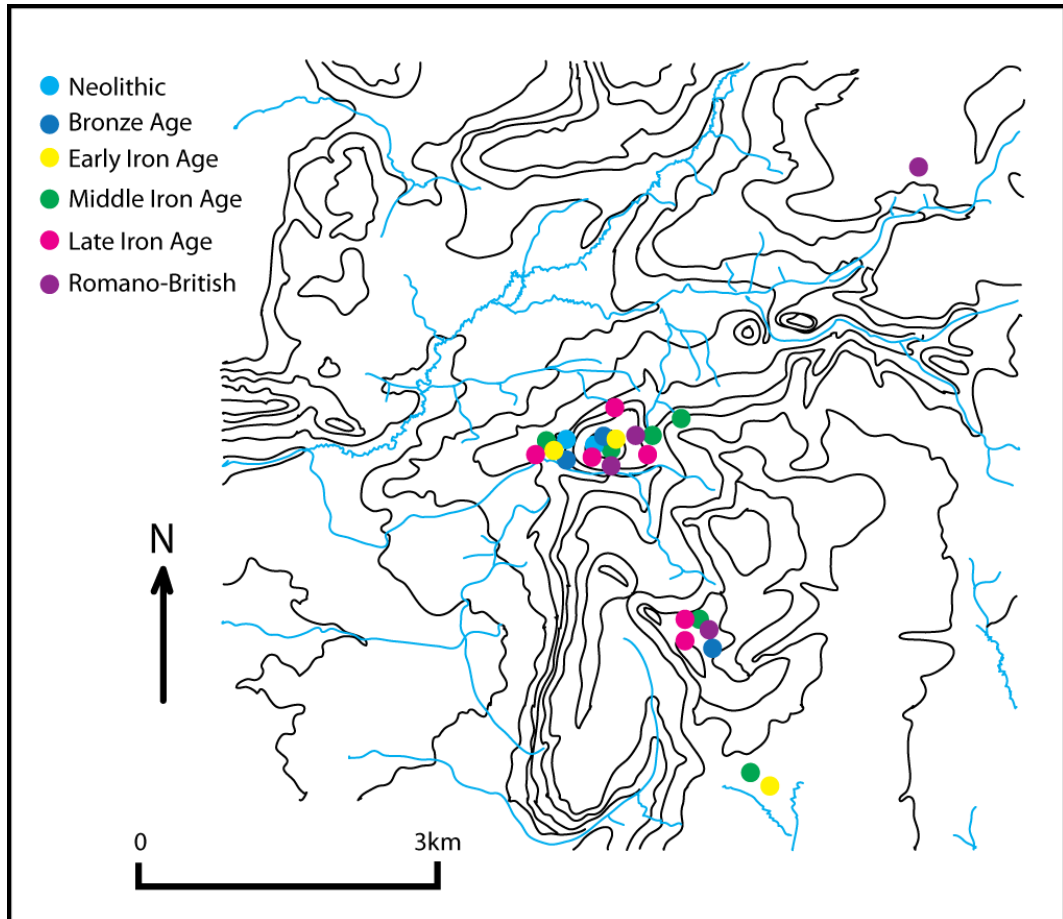 Neolithic
Bronze Age
Early Iron Age
Middle Iron Age
Late Iron Age
Romano-British
N
0 3km